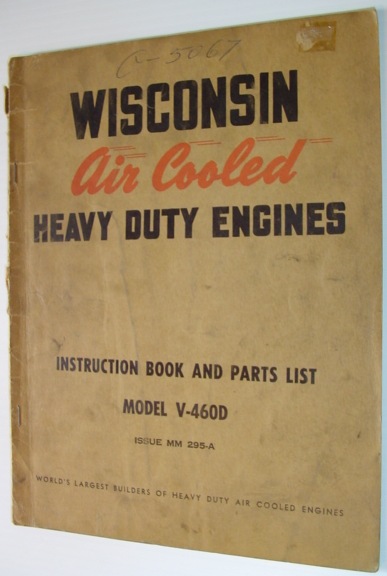 C-5067
WISCONSIN
Air Cooled
HEAVY DUTY ENGINES
INSTRUCTION BOOK AND PARTS LIST
MODEL V-460D
ISSUE MM 295-A
WORLD'S LARGEST BUILDERS OF HEAVY DUTY AIR COOLED ENGINES